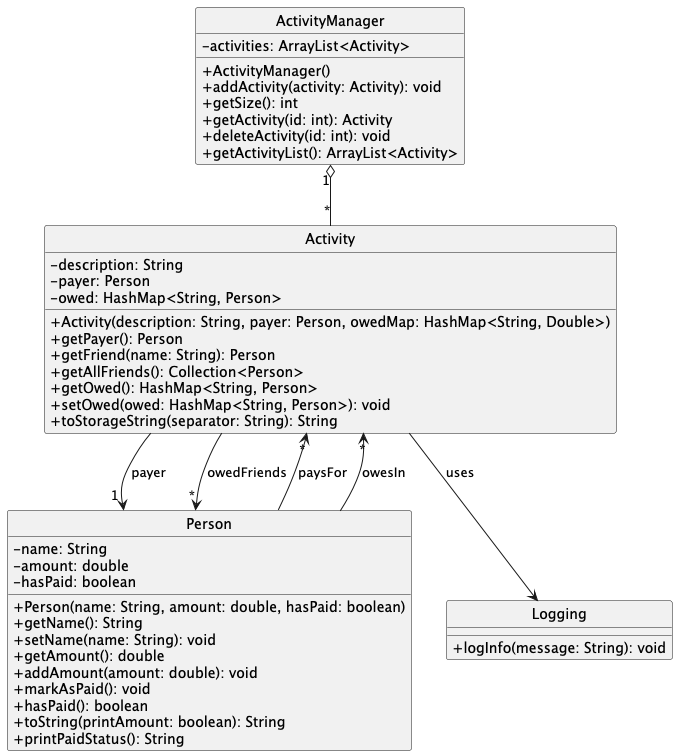 ActivityManager
-activities: ArrayList<Activity>
+ActivityManager()
+addActivity(activity: Activity): void
+getSize(): int
+getActivity(id: int): Activity
+deleteActivity(id: int): void
+getActivityList(): ArrayList<Activity>
1
*
Activity
-description: String
-payer: Person
-owed: HashMap<String, Person>
+Activity(description: String, payer: Person, owedMap: HashMap<String, Double>)
+getPayer(): Person
+getFriend(name: String): Person
+getAllFriends(): Collection<Person>
+getOwed(): HashMap<String, Person>
+setOwed(owed: HashMap<String, Person>): void
+toStorageString(separator: String): String
* *
payer owedFriends paysFor owesIn uses
1 *
Person
-name: String
-amount: double
-hasPaid: boolean
+Person(name: String, amount: double, hasPaid: boolean)
+getName(): String
+setName(name: String): void
+getAmount(): double
+addAmount(amount: double): void
+markAsPaid(): void
+hasPaid(): boolean
+toString(printAmount: boolean): String
+printPaidStatus(): String
Logging
+logInfo(message: String): void